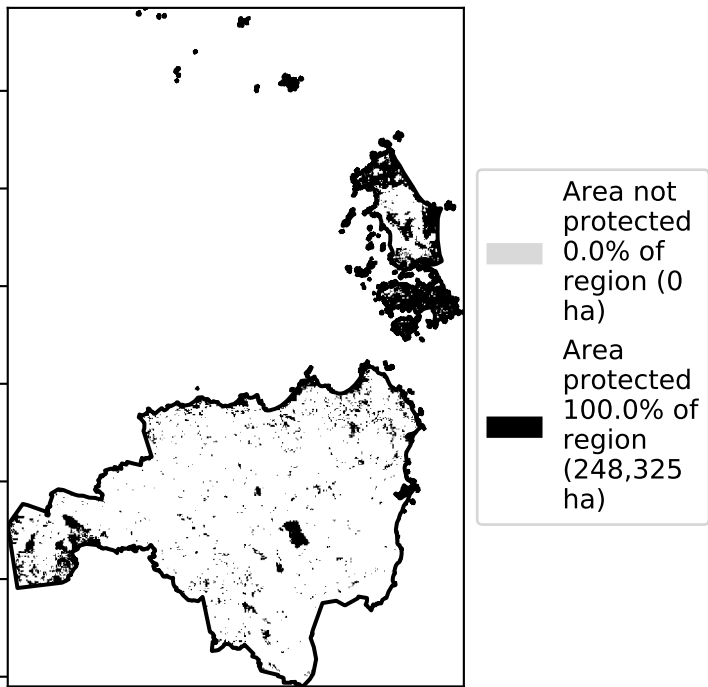 Area not
protected
0.0% of
region (0
ha)
Area
protected
100.0% of
region
(248,325
ha)